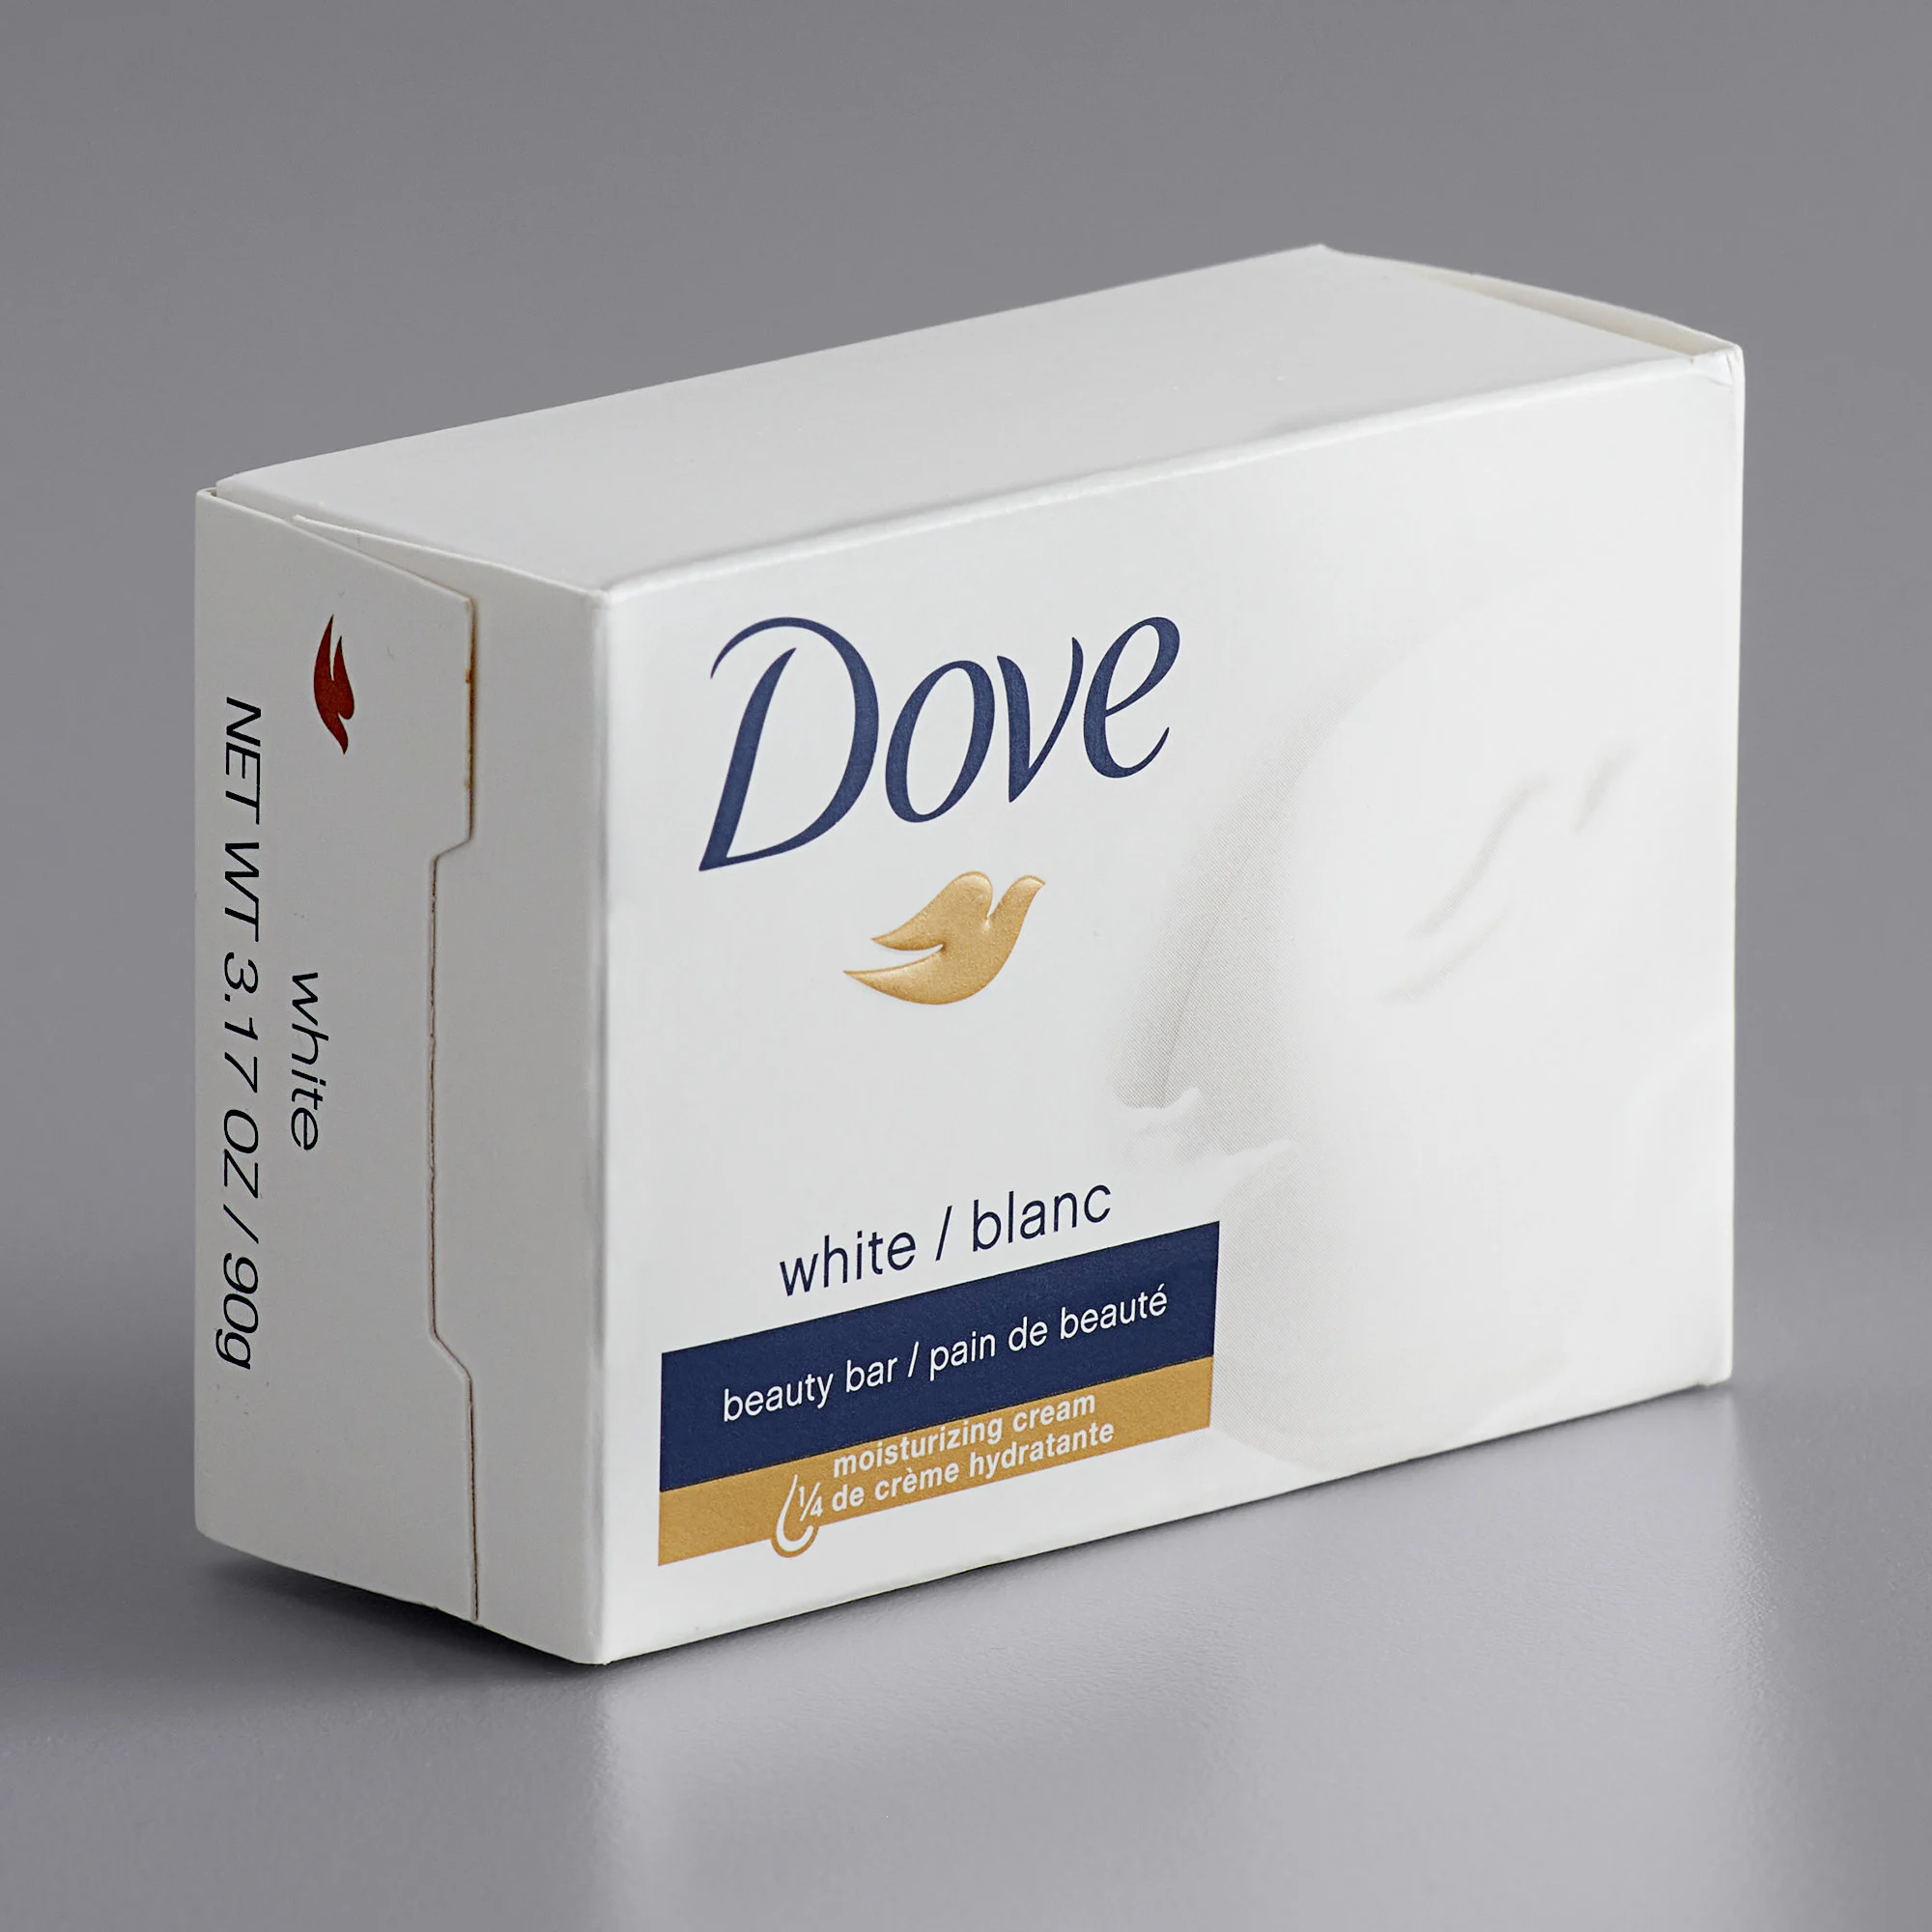 Dove
white / blanc
beauty bar / pain de beauté
moisturizing cream
1/4 de crème hydratante
white
NET WT 3.17 OZ / 90g